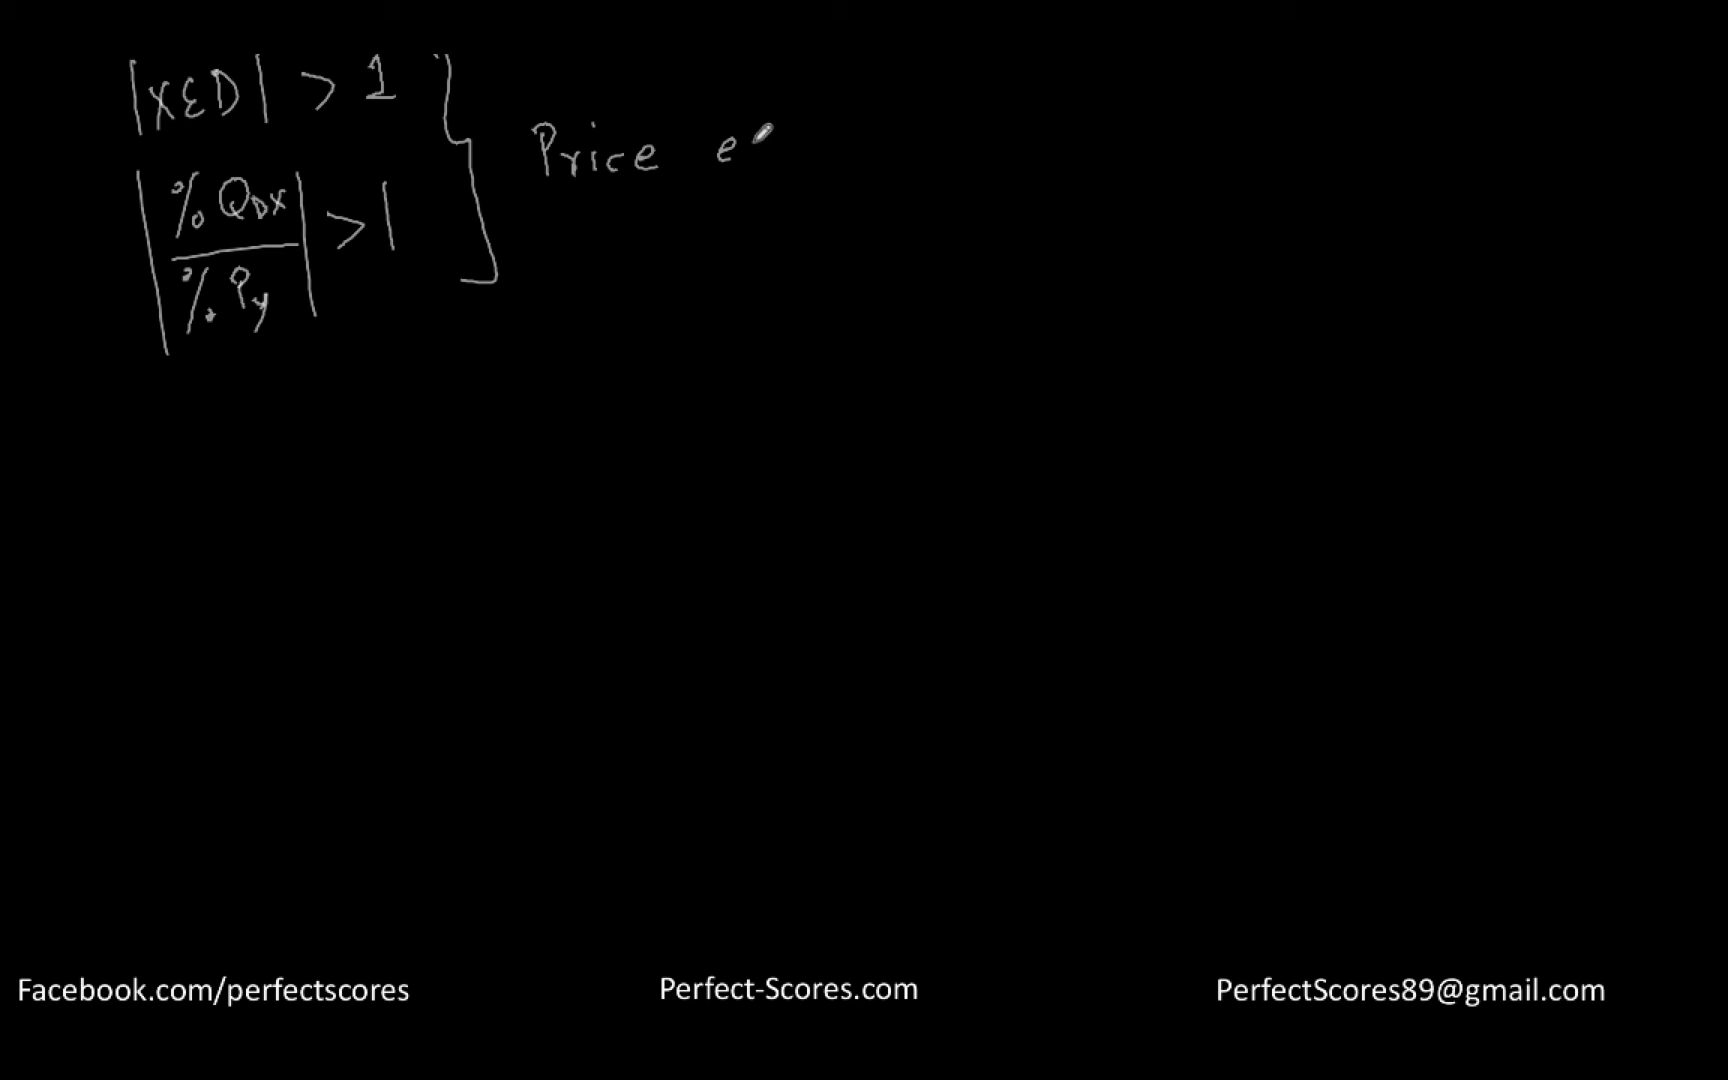 |XED| > 1
|% QDX / % Py| > 1
Price e
Facebook.com/perfectscores
Perfect-Scores.com
PerfectScores89@gmail.com